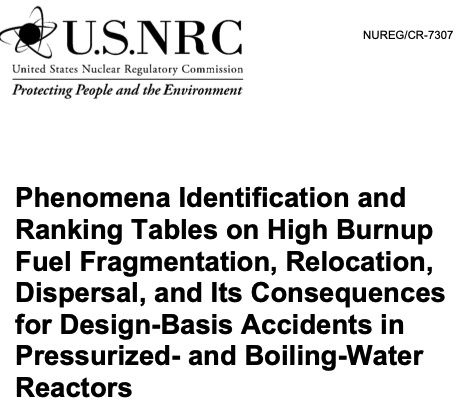 U.S.NRC
NUREG/CR-7307
United States Nuclear Regulatory Commission
Protecting People and the Environment
Phenomena Identification and
Ranking Tables on High Burnup
Fuel Fragmentation, Relocation,
Dispersal, and Its Consequences
for Design-Basis Accidents in
Pressurized- and Boiling-Water
Reactors